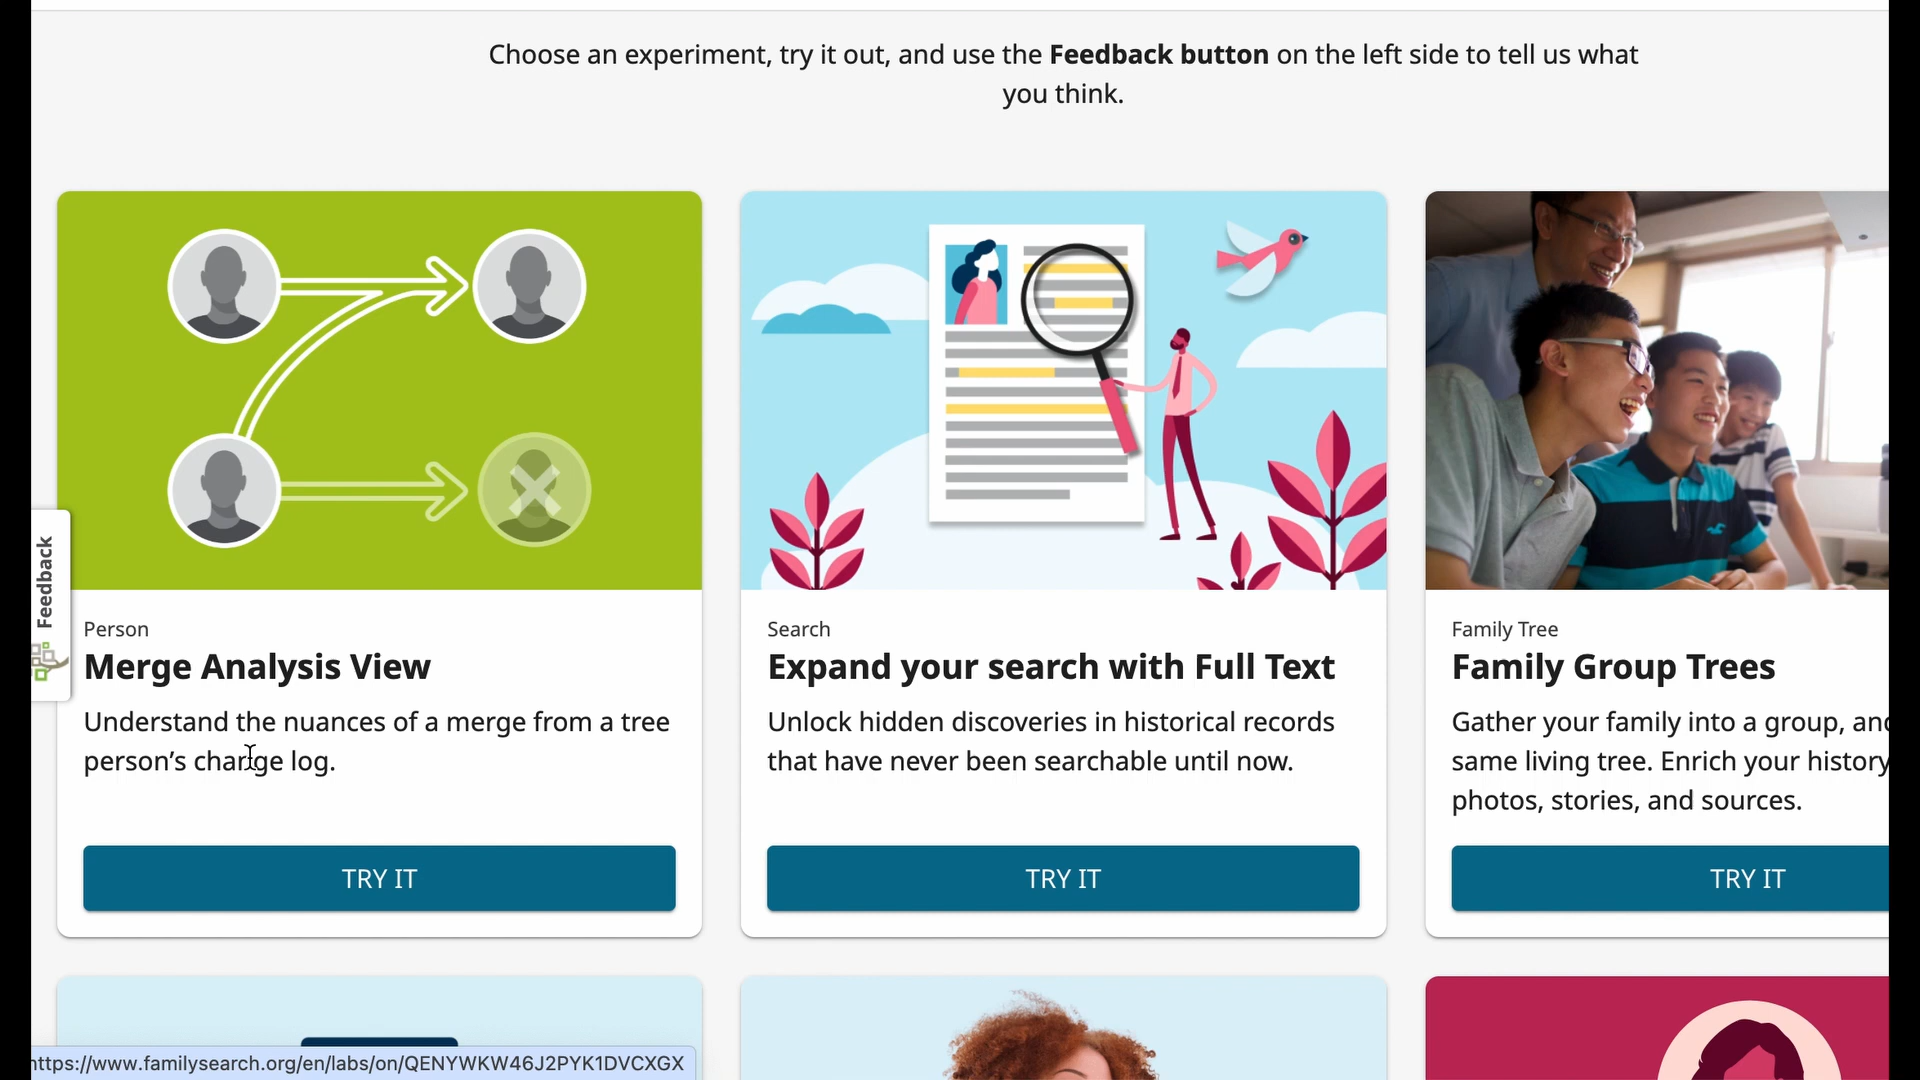 Choose an experiment, try it out, and use the Feedback button on the left side to tell us what
you think.
Feedback
Person
Merge Analysis View
Understand the nuances of a merge from a tree
person’s change log.
TRY IT
Search
Expand your search with Full Text
Unlock hidden discoveries in historical records
that have never been searchable until now.
TRY IT
Family Tree
Family Group Trees
Gather your family into a group, and
same living tree. Enrich your history
photos, stories, and sources.
TRY IT
https://www.familysearch.org/en/labs/on/QENYWKW46J2PYK1DVCXGX